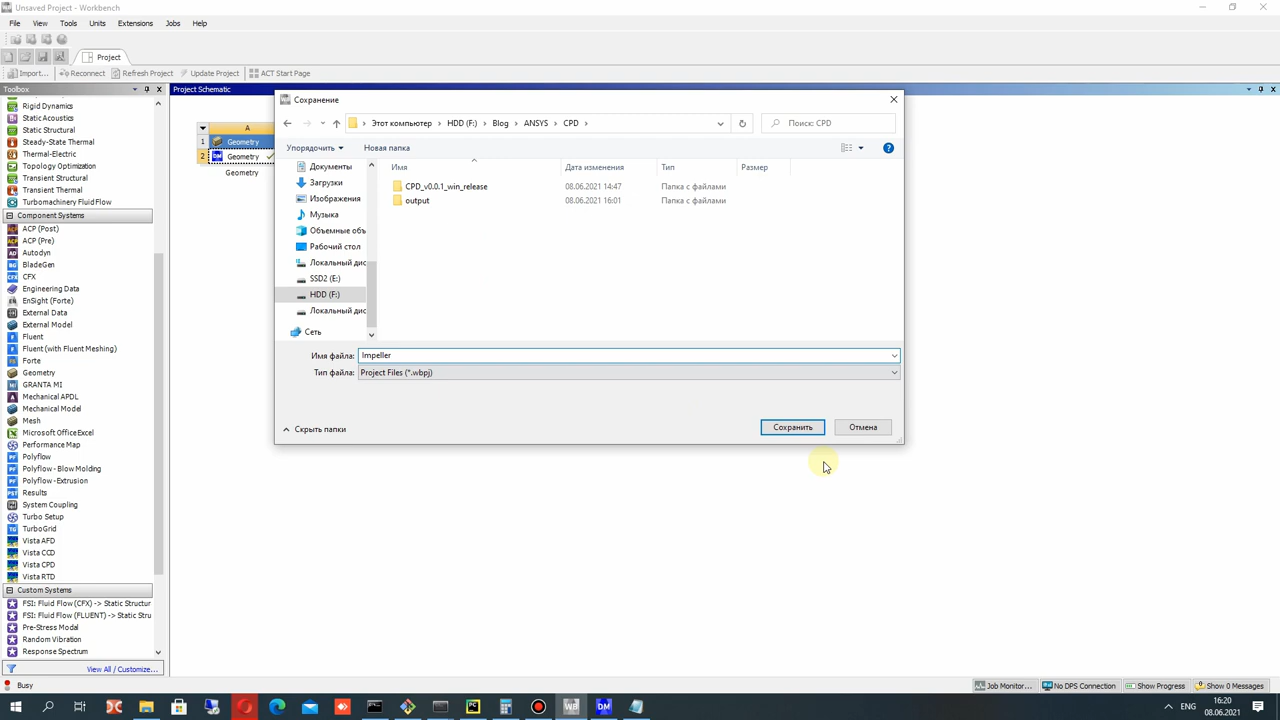 Unsaved Project - Workbench
File View Tools Units Extensions Jobs Help
Project
Import... Reconnect Refresh Project Update Project ACT Start Page
Toolbox
Rigid Dynamics
Static Acoustics
Static Structural
Steady-State Thermal
Thermal-Electric
Topology Optimization
Transient Structural
Transient Thermal
Turbomachinery Fluid Flow
Component Systems
ACP (Post)
ACP (Pre)
Autodyn
BladeGen
CFX
Engineering Data
EnSight (Forte)
External Data
External Model
Fluent
Fluent (with Fluent Meshing)
Forte
Geometry
GRANTA MI
Mechanical APDL
Mechanical Model
Mesh
Microsoft Office Excel
Performance Map
Polyflow
Polyflow - Blow Molding
Polyflow - Extrusion
Results
System Coupling
Turbo Setup
TurboGrid
Vista AFD
Vista CCD
Vista CPD
Vista RTD
Custom Systems
FSI: Fluid Flow (CFX) -> Static Structur
FSI: Fluid Flow (FLUENT) -> Static Stru
Pre-Stress Modal
Random Vibration
Response Spectrum
View All / Customize...
Project Schematic
A
1 Geometry
2 Geometry
Geometry
Сохранение
Этот компьютер HDD (F:) Blog ANSYS CPD
Поиск: CPD
Упорядочить Новая папка
Имя Дата изменения Тип Размер
CPD_v0.0.1_win_release 08.06.2021 14:47 Папка с файлами
output 08.06.2021 16:01 Папка с файлами
Документы
Загрузки
Изображения
Музыка
Объемные объ
Рабочий стол
Локальный дис
SSD2 (E:)
HDD (F:)
Локальный дис
Сеть
Имя файла: Impeller
Тип файла: Project Files (*.wbpj)
Скрыть папки
Сохранить Отмена
Busy
Job Monitor... No DPS Connection Show Progress Show 0 Messages
ENG
16:20
08.06.2021